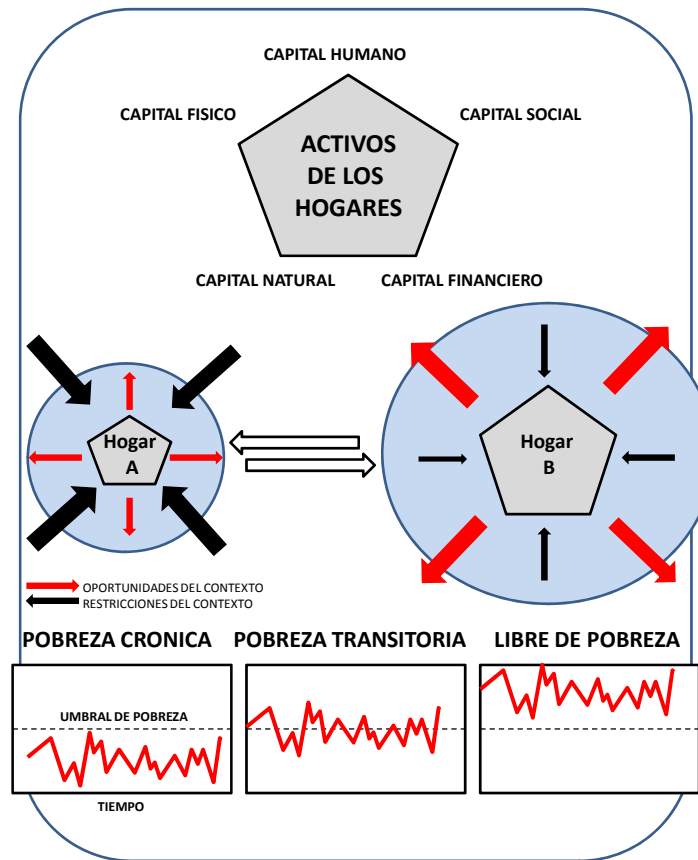 CAPITAL HUMANO
CAPITAL FISICO
CAPITAL SOCIAL
ACTIVOS
DE LOS
HOGARES
CAPITAL NATURAL
CAPITAL FINANCIERO
Hogar
A
Hogar
B
OPORTUNIDADES DEL CONTEXTO
RESTRICCIONES DEL CONTEXTO
POBREZA CRONICA
POBREZA TRANSITORIA
LIBRE DE POBREZA
UMBRAL DE POBREZA
TIEMPO